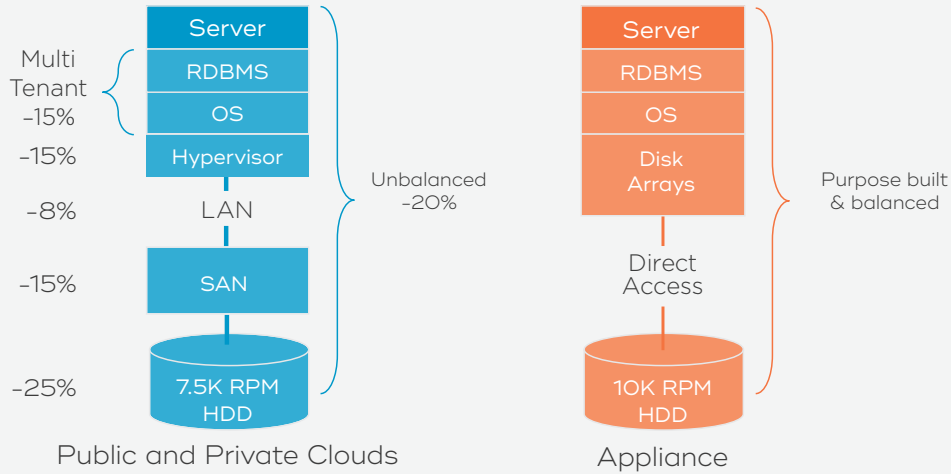 Server
RDBMS
OS
Hypervisor
LAN
SAN
7.5K RPM
HDD
Multi
Tenant
-15%
-15%
-8%
-15%
-25%
Unbalanced
-20%
Public and Private Clouds
Server
RDBMS
OS
Disk
Arrays
Direct
Access
10K RPM
HDD
Purpose built
& balanced
Appliance